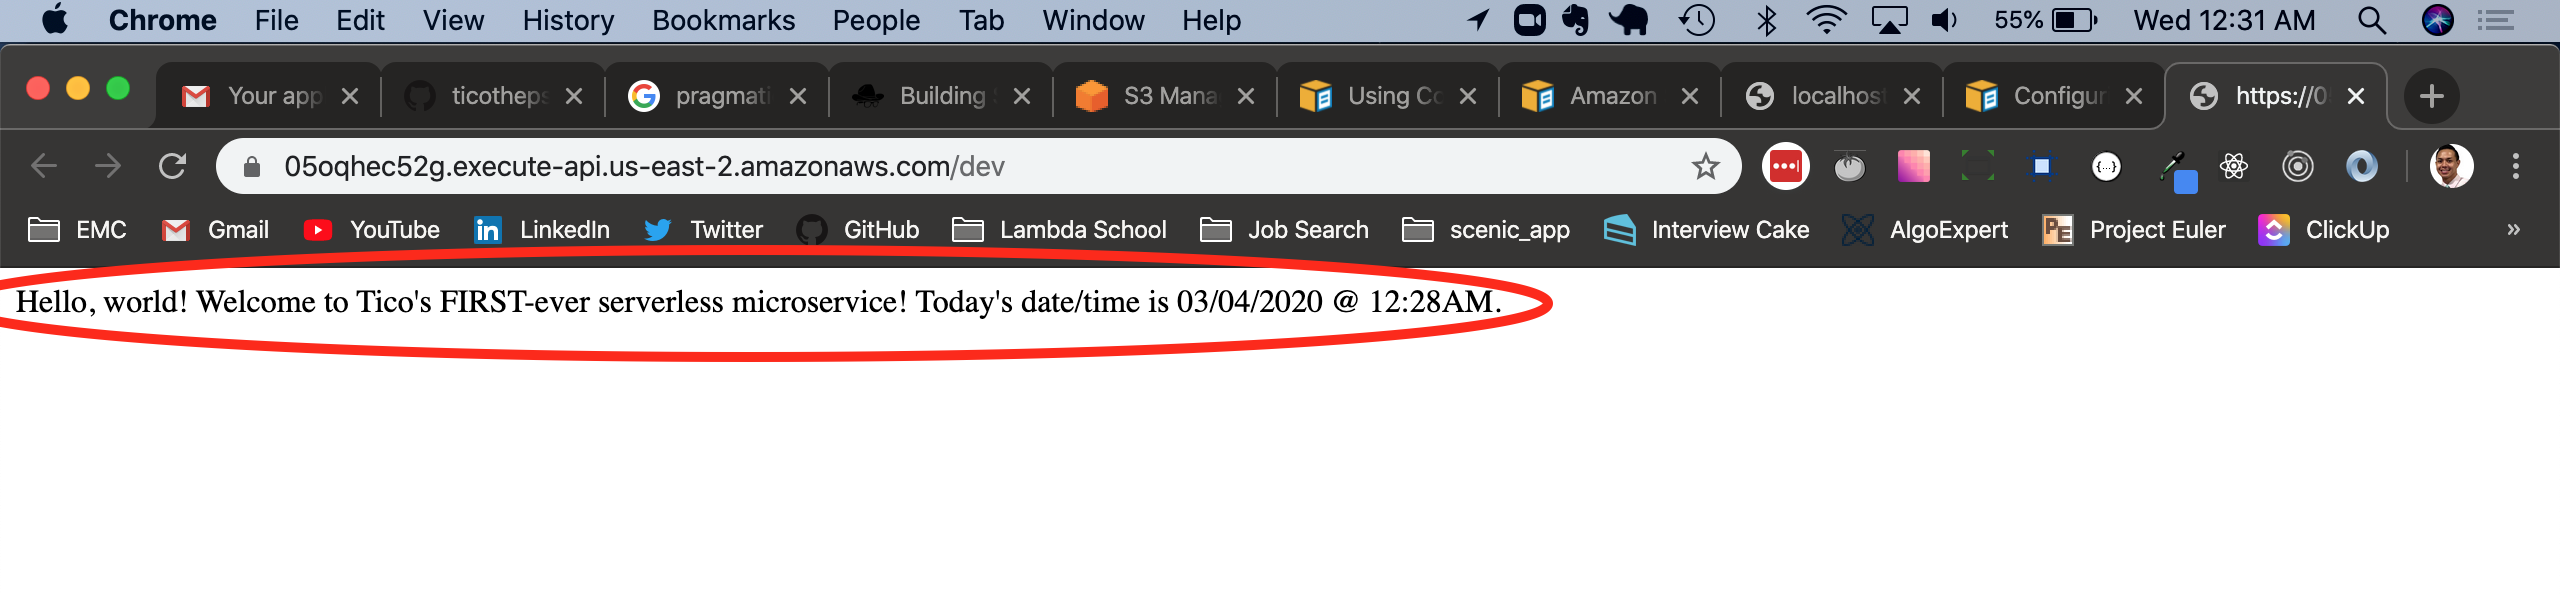 Chrome File Edit View History Bookmarks People Tab Window Help 55% Wed 12:31 AM
Your app ticotheps pragmati Building S3 Mana Using Co Amazon localhost Configur https://0
05oqhec52g.execute-api.us-east-2.amazonaws.com/dev
EMC Gmail YouTube LinkedIn Twitter GitHub Lambda School Job Search scenic_app Interview Cake AlgoExpert PE Project Euler ClickUp »
Hello, world! Welcome to Tico's FIRST-ever serverless microservice! Today's date/time is 03/04/2020 @ 12:28AM.